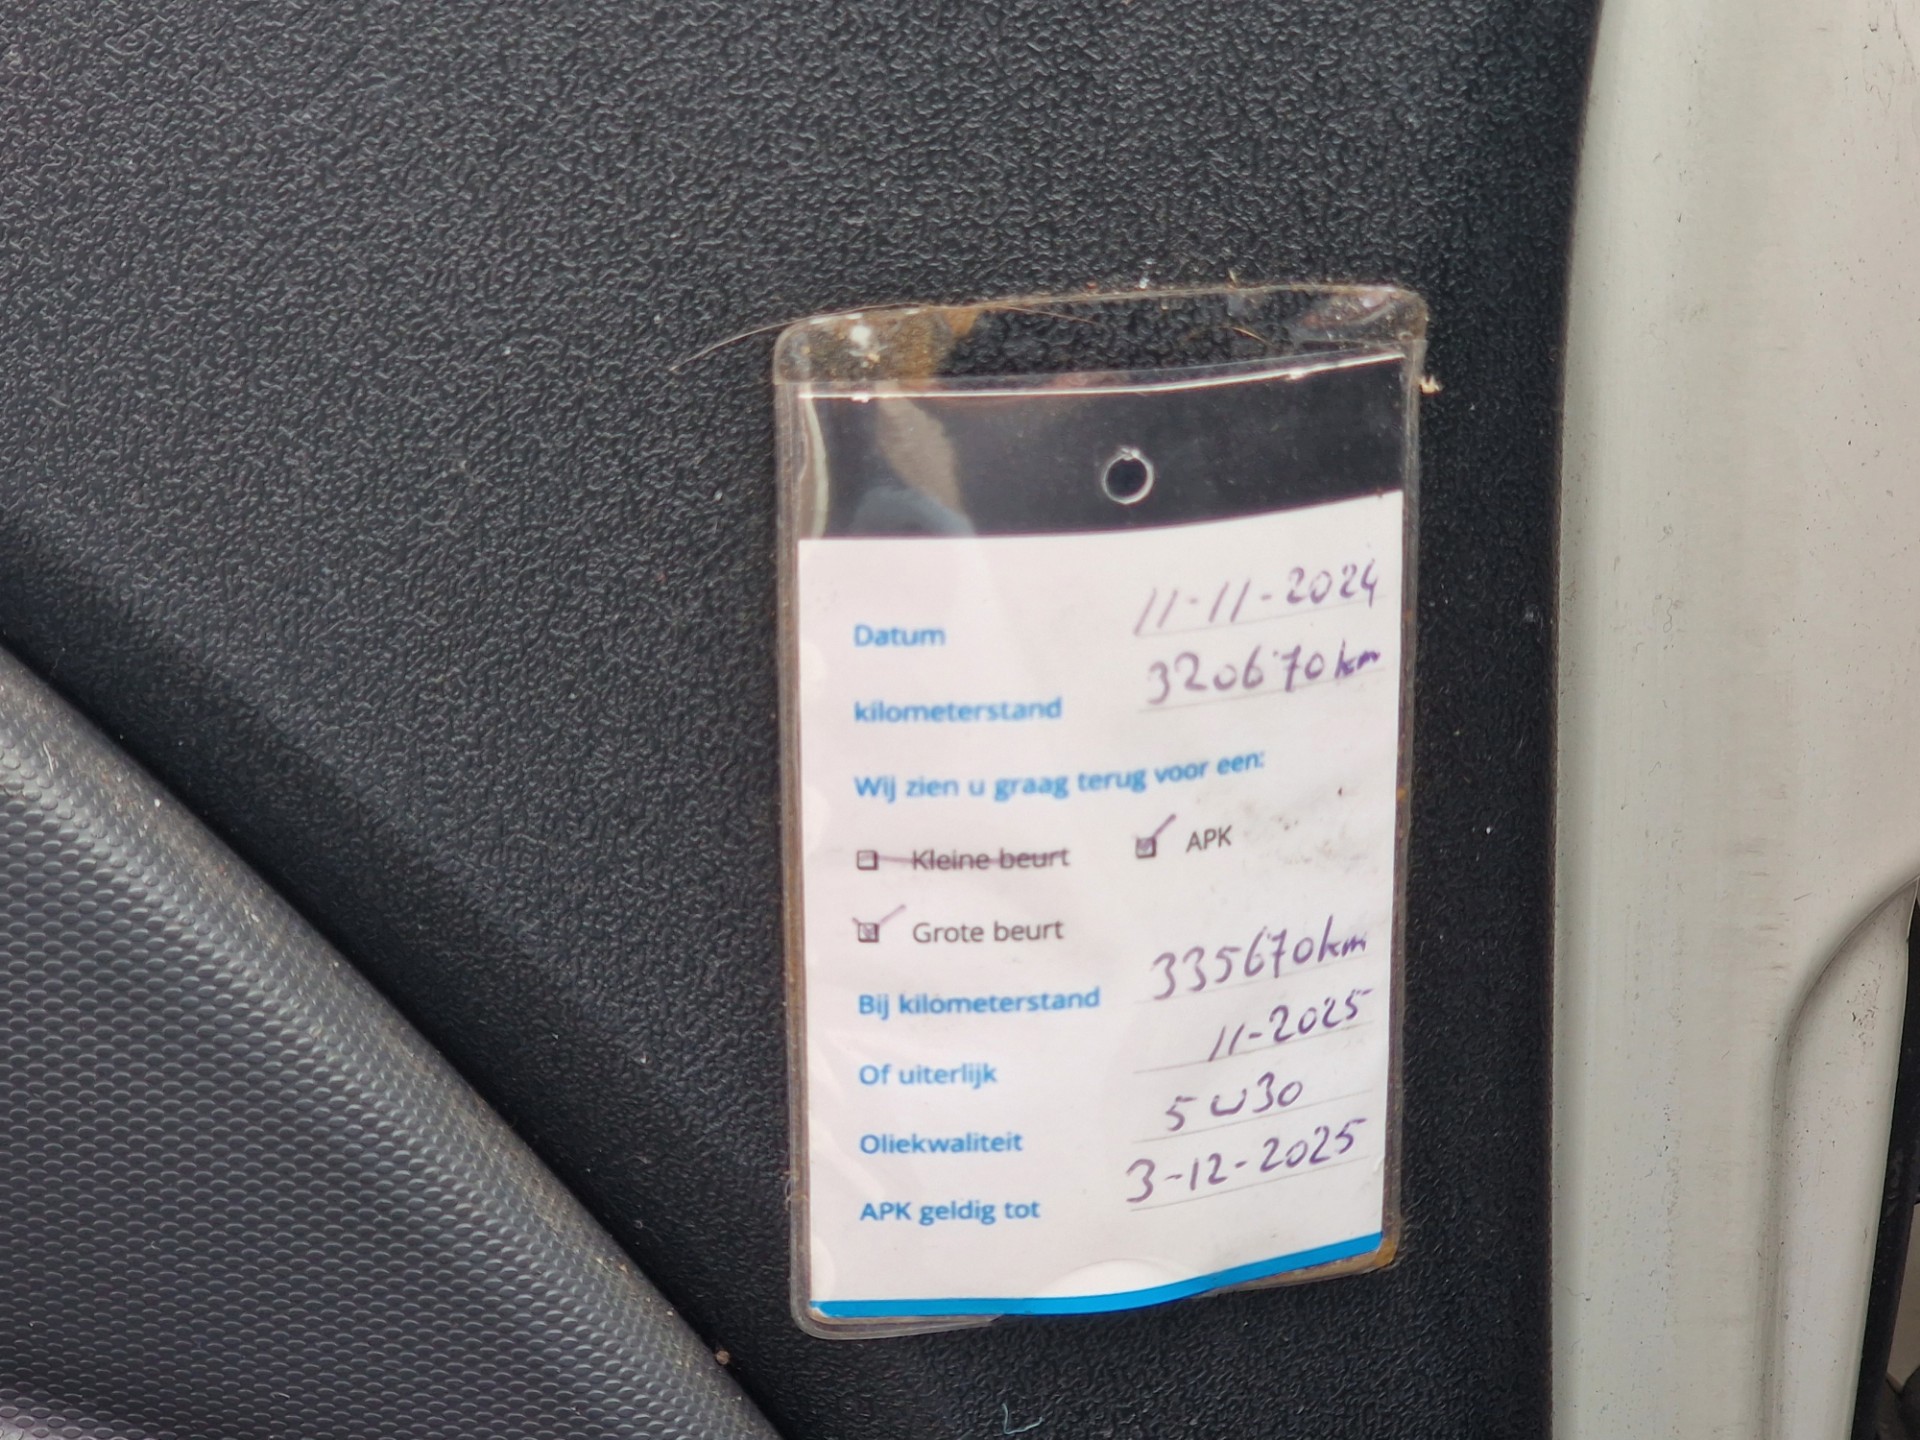 Datum 11-11-2024
kilometerstand 320670km
Wij zien u graag terug voor een:
Kleine beurt APK
Grote beurt
Bij kilometerstand 335670km
Of uiterlijk 11-2025
Oliekwaliteit 5w30
APK geldig tot 3-12-2025